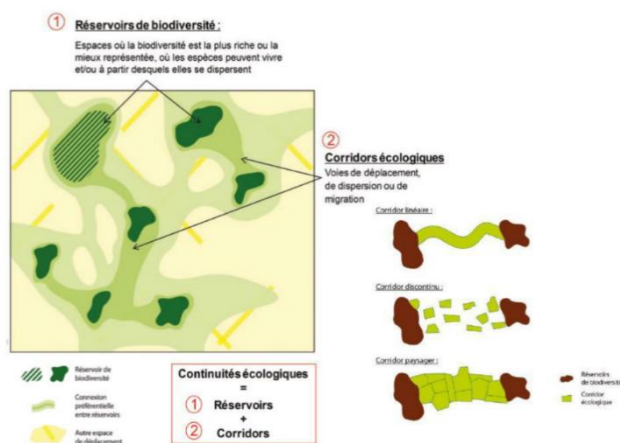 ① Réservoirs de biodiversité :
Espaces où la biodiversité est la plus riche ou la
mieux représentée, où les espèces peuvent vivre
et/ou à partir desquels elles se dispersent
②
Corridors écologiques
Voies de déplacement,
de dispersion ou de
migration
Corridor linéaire :
Corridor discontinu :
Corridor paysager :
Réservoirs
de biodiversité
Corridor
écologique
Réservoir de
biodiversité
Connexion
préférentielle
entre réservoirs
Autre espace
de déplacement
Continuités écologiques
=
① Réservoirs
+
② Corridors